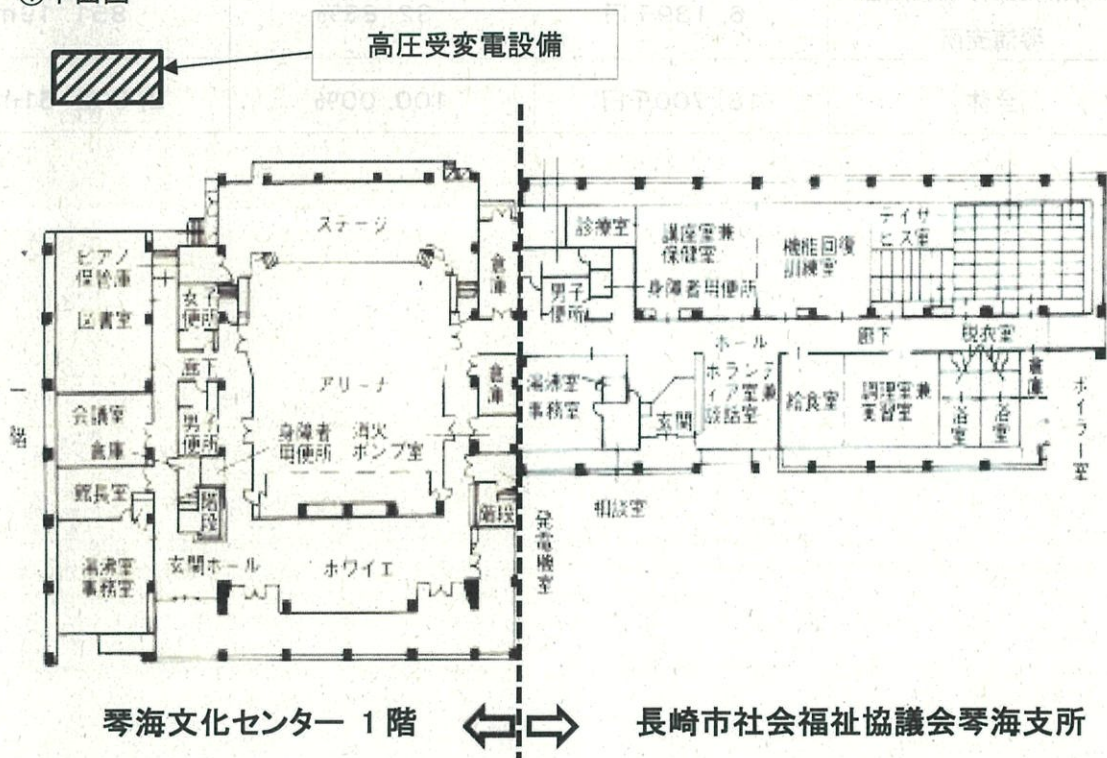 高圧受変電設備
ステージ
ピアノ
保管庫
図書室
女子
便所
倉庫
廊下
アリーナ
倉庫
会議室
倉庫
男子
便所
身障者
用便所
消火
ポンプ室
館長室
階段
階段
湯沸室
事務室
玄関ホール
ホワイエ
一階
診療室
講座室兼
保健室
機能回復
訓練室
デイサー
ビス室
男子
便所
身障者用便所
ホール
廊下
脱衣室
湯沸室
事務室
玄関
ボランテ
ィア室兼
談話室
給食室
調理室兼
実習室
浴室
浴室
倉庫
ボイラー室
相談室
発電機室
琴海文化センター 1階
長崎市社会福祉協議会琴海支所